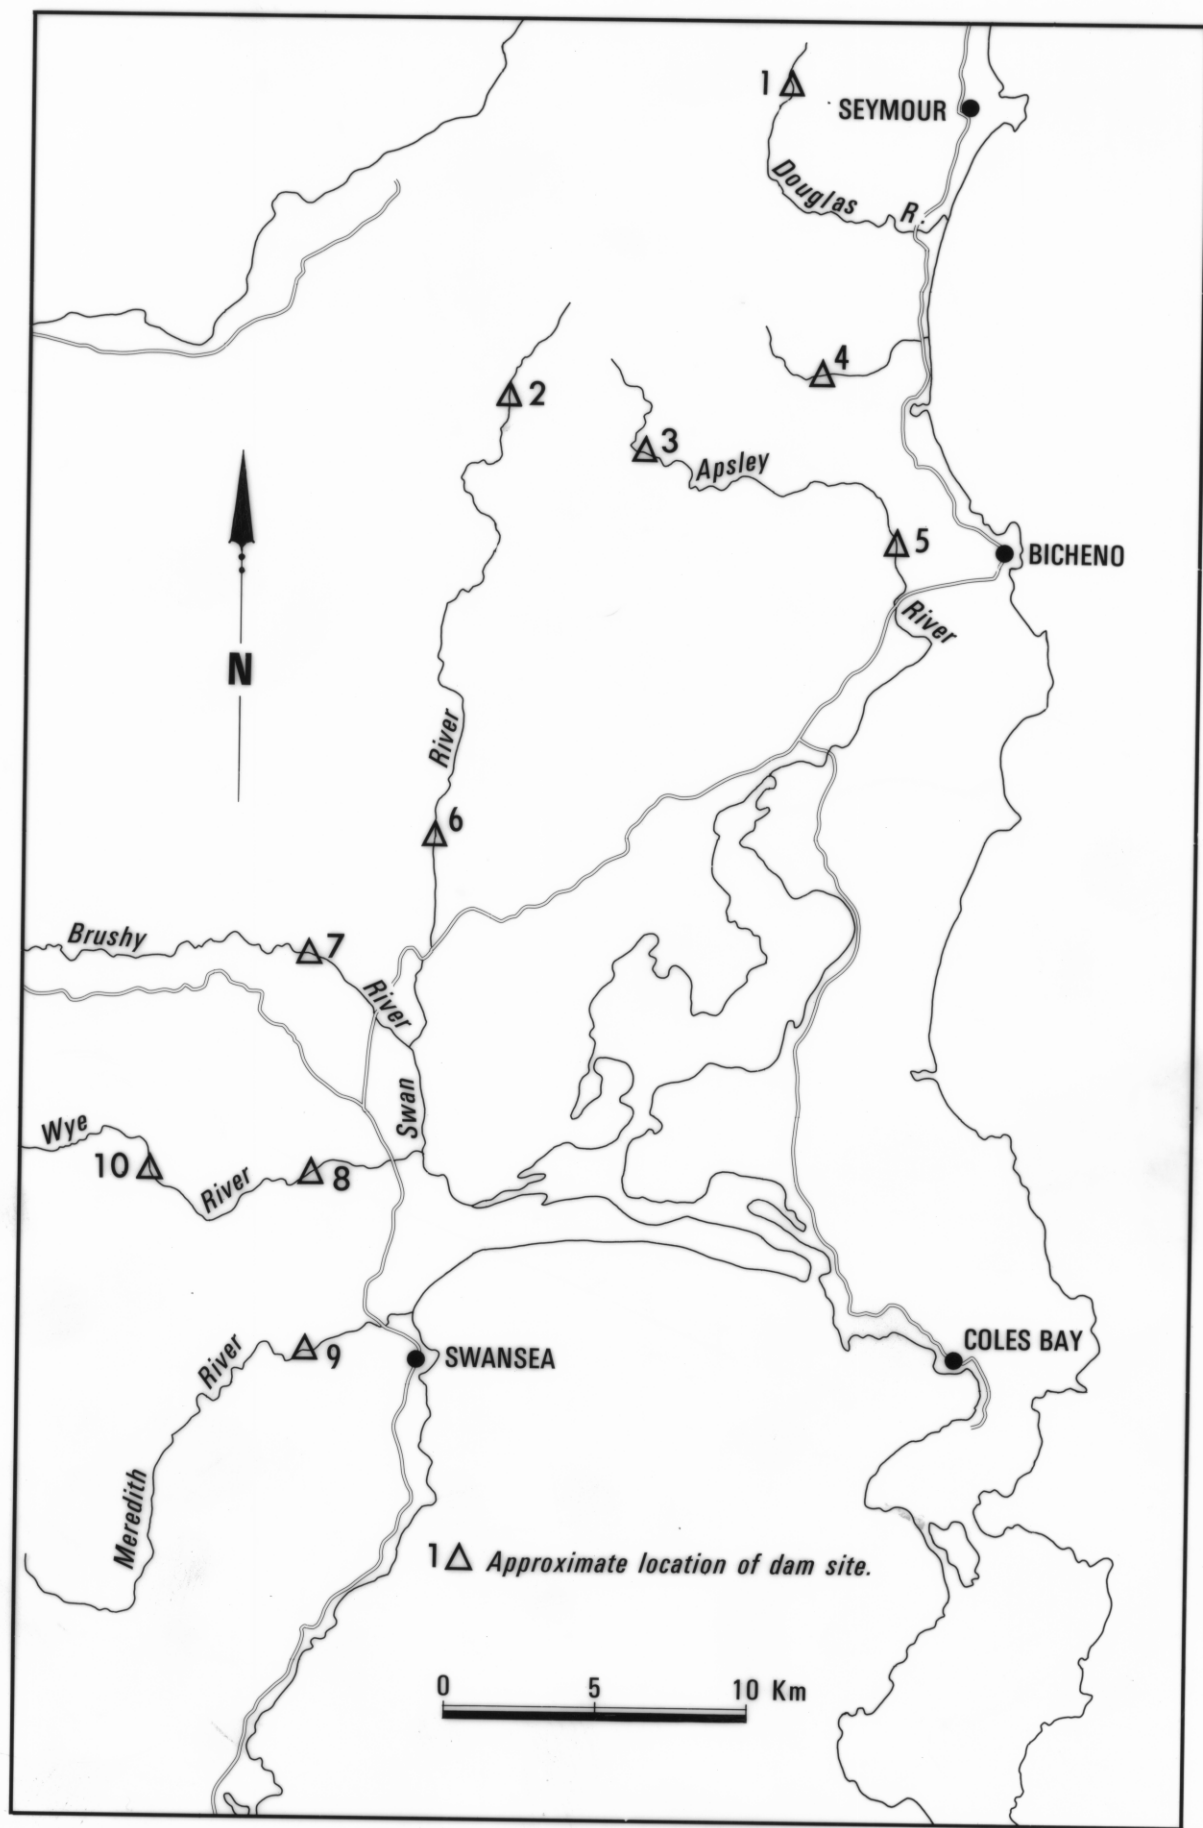 1
SEYMOUR
Douglas
R.
4
2
3
Apsley
5
BICHENO
River
River
N
6
Brushy
7
River
Swan
Wye
10
River
8
COLES BAY
SWANSEA
River
9
Meredith
1 Approximate location of dam site.
0 5 10 Km